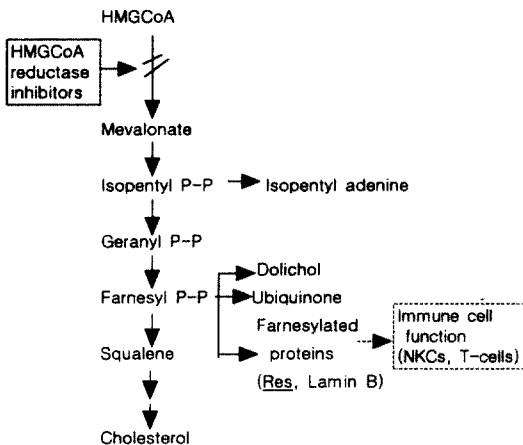 HMGCoA
HMGCoA
reductase
inhibitors
Mevalonate
Isopentyl P-P
Isopentyl adenine
Geranyl P-P
Farnesyl P-P
Dolichol
Ubiquinone
Farnesylated
proteins
(Res, Lamin B)
Immune cell
function
(NKCs, T-cells)
Squalene
Cholesterol